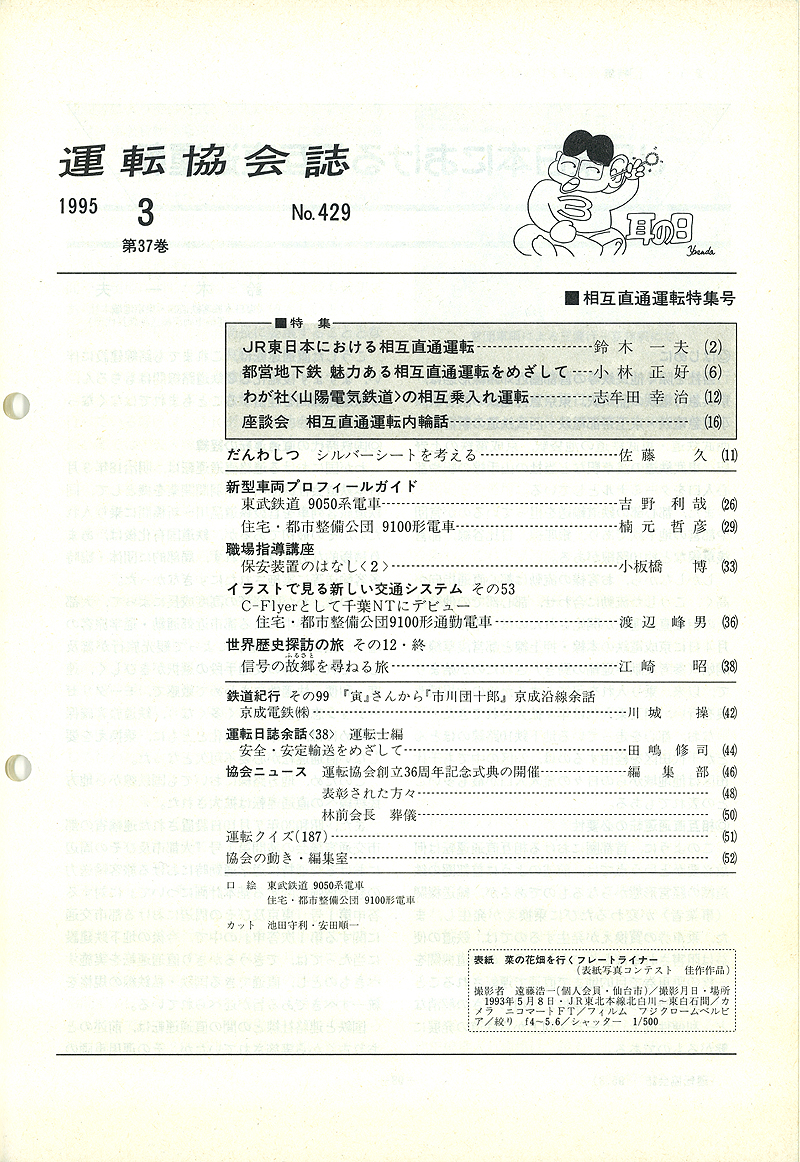 運転協会誌
1995 3 No.429
第37巻
耳の日
■相互直通運転特集号
■特集
JR東日本における相互直通運転 鈴木一夫 (2)
都営地下鉄 魅力ある相互直通運転をめざして 小林正好 (6)
わが社<山陽電気鉄道>の相互乗入れ運転 志牟田幸治 (12)
座談会 相互直通運転内輪話 (16)
だんわしつ シルバーシートを考える 佐藤久 (11)
新型車両プロフィールガイド
東武鉄道 9050系電車 吉野利哉 (26)
住宅・都市整備公団 9100形電車 楠元哲彦 (29)
職場指導講座
保安装置のはなし<2> 小板橋博 (33)
イラストで見る新しい交通システム その53
C-Flyerとして千葉NTにデビュー
住宅・都市整備公団9100形通勤電車 渡辺峰男 (36)
世界歴史探訪の旅 その12・終
ふるさと
信号の故郷を尋ねる旅 江崎昭 (38)
鉄道紀行 その99 『寅』さんから『市川団十郎』京成沿線余話
京成電鉄㈱ 川城操 (42)
運転日誌余話<38> 運転士編
安全・安定輸送をめざして 田嶋修司 (44)
協会ニュース 運転協会創立36周年記念式典の開催 編集部 (46)
表彰された方々 (48)
林前会長 葬儀 (50)
運転クイズ(187) (51)
協会の動き・編集室 (52)
口絵 東武鉄道 9050系電車
住宅・都市整備公団 9100形電車
カット 池田守利・安田順一
表紙 菜の花畑を行くフレートライナー
(表紙写真コンテスト 佳作作品)
撮影者 遠藤浩一(個人会員・仙台市)/撮影月日・場所
1993年5月8日・JR東北本線北白川~東白石間/カ
メラ ニコマートFT/フィルム フジクロームベルビ
ア/絞り f4~5.6/シャッター 1/500